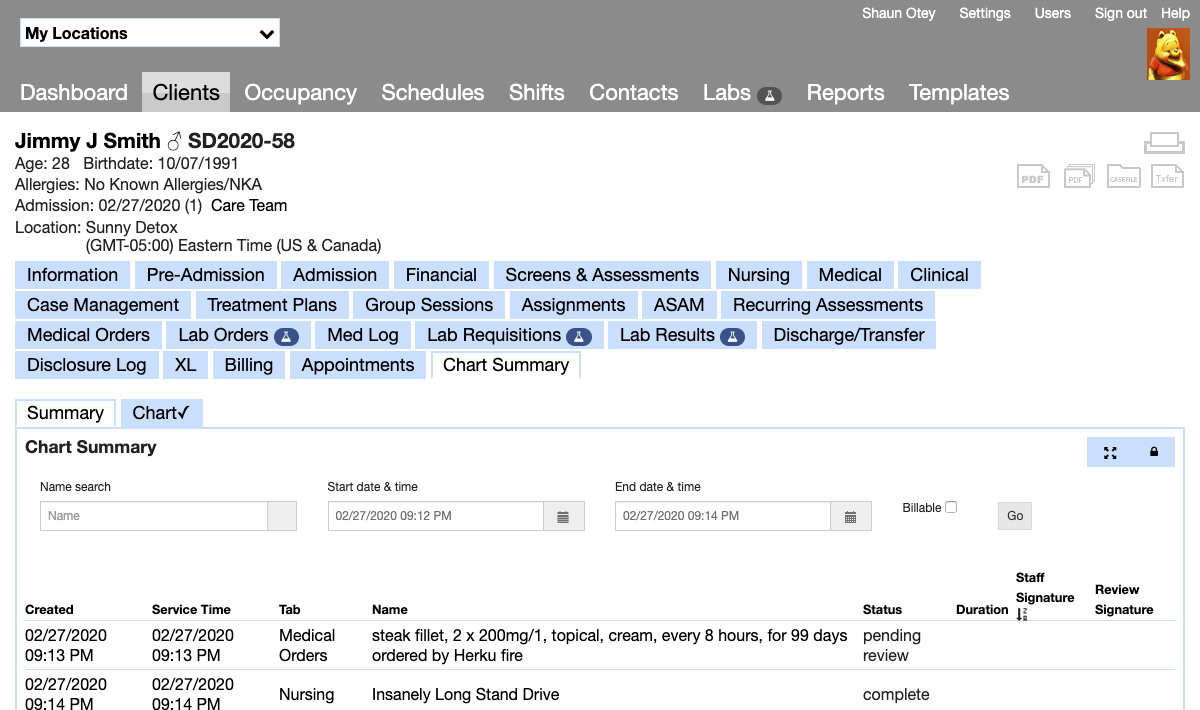 Shaun Otey Settings Users Sign out Help
My Locations
Dashboard Clients Occupancy Schedules Shifts Contacts Labs Reports Templates
Jimmy J Smith ♂ SD2020-58
Age: 28 Birthdate: 10/07/1991
Allergies: No Known Allergies/NKA
Admission: 02/27/2020 (1) Care Team
Location: Sunny Detox
(GMT-05:00) Eastern Time (US & Canada)
PDF PDF CASEFILE Txfer
Information Pre-Admission Admission Financial Screens & Assessments Nursing Medical Clinical
Case Management Treatment Plans Group Sessions Assignments ASAM Recurring Assessments
Medical Orders Lab Orders Med Log Lab Requisitions Lab Results Discharge/Transfer
Disclosure Log XL Billing Appointments Chart Summary
Summary Chart✓
Chart Summary
Name search Start date & time End date & time
Name 02/27/2020 09:12 PM 02/27/2020 09:14 PM Billable Go
Created Service Time Tab Name Status Duration Staff Signature Review Signature
02/27/2020 02/27/2020 Medical steak fillet, 2 x 200mg/1, topical, cream, every 8 hours, for 99 days pending
09:13 PM 09:13 PM Orders ordered by Herku fire review
02/27/2020 02/27/2020 Nursing Insanely Long Stand Drive complete
09:14 PM 09:14 PM